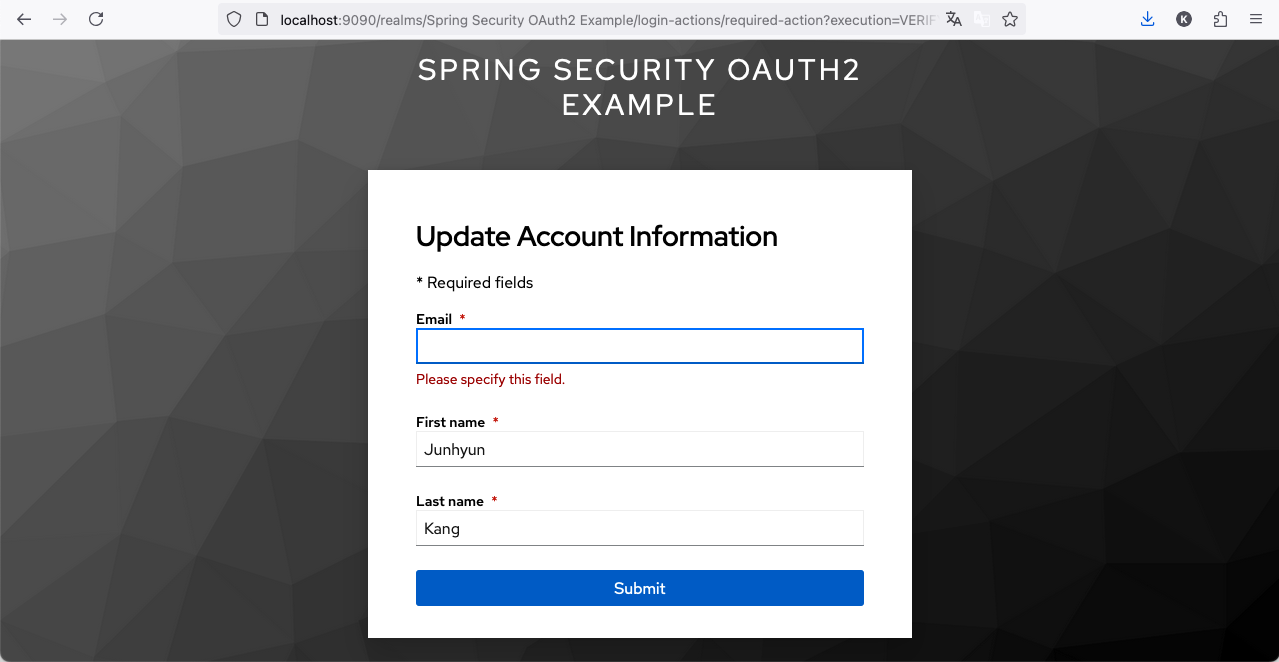 localhost:9090/realms/Spring Security OAuth2 Example/login-actions/required-action?execution=VERIF
K
SPRING SECURITY OAUTH2
EXAMPLE
Update Account Information
* Required fields
Email *
Please specify this field.
First name *
Junhyun
Last name *
Kang
Submit